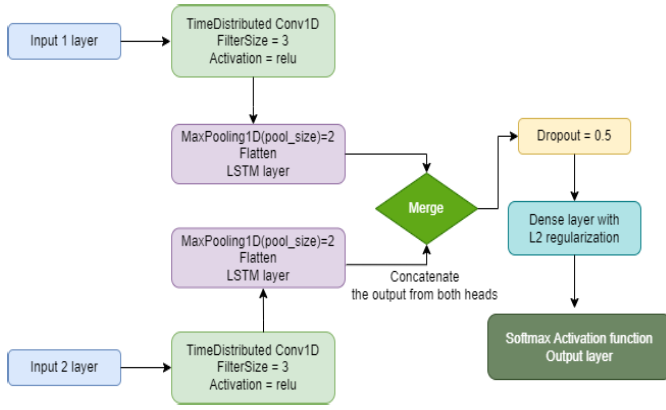 Input 1 layer
TimeDistributed Conv1D
FilterSize = 3
Activation = relu
MaxPooling1D(pool_size)=2
Flatten
LSTM layer
Merge
Dropout = 0.5
Dense layer with
L2 regularization
MaxPooling1D(pool_size)=2
Flatten
LSTM layer
Concatenate
the output from both heads
Softmax Activation function
Output layer
Input 2 layer
TimeDistributed Conv1D
FilterSize = 3
Activation = relu